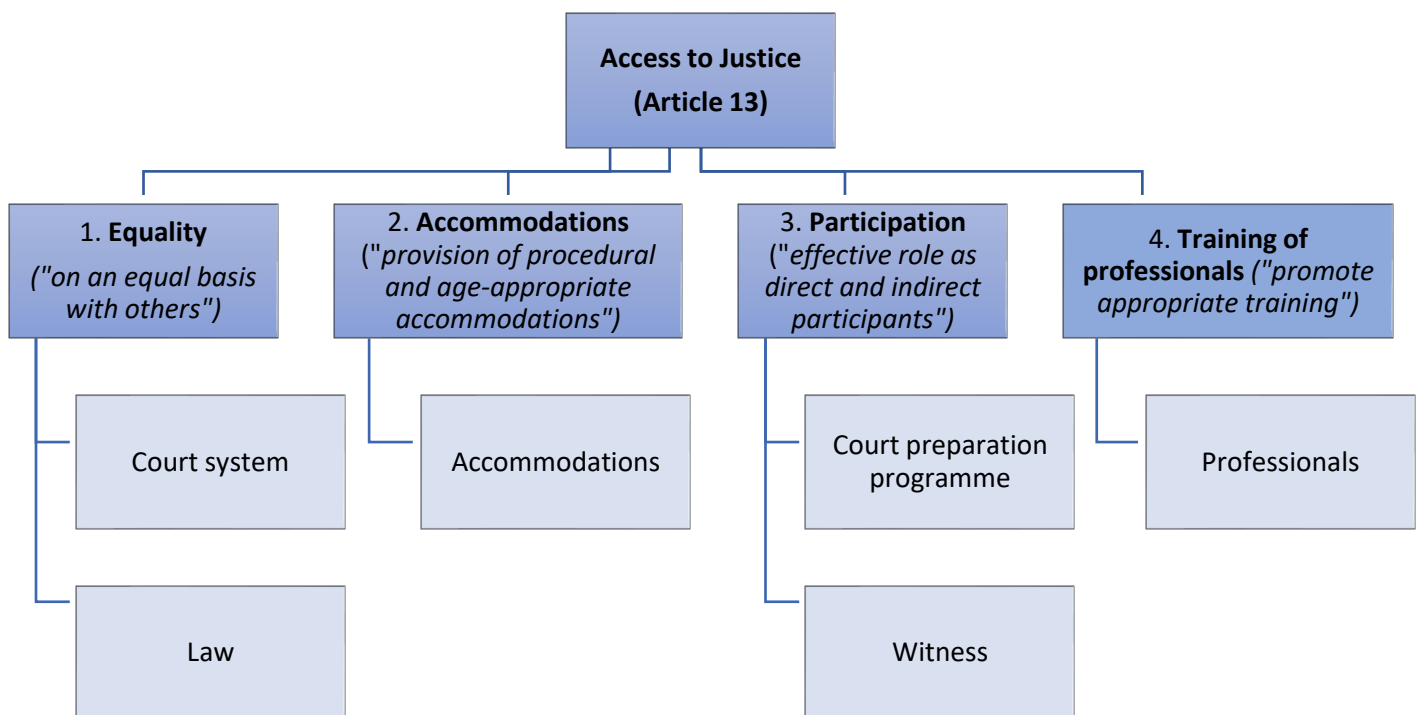 Access to Justice
(Article 13)
1. Equality
("on an equal basis
with others")
2. Accommodations
("provision of procedural
and age-appropriate
accommodations")
3. Participation
("effective role as
direct and indirect
participants")
4. Training of
professionals ("promote
appropriate training")
Court system
Accommodations
Court preparation
programme
Professionals
Law
Witness